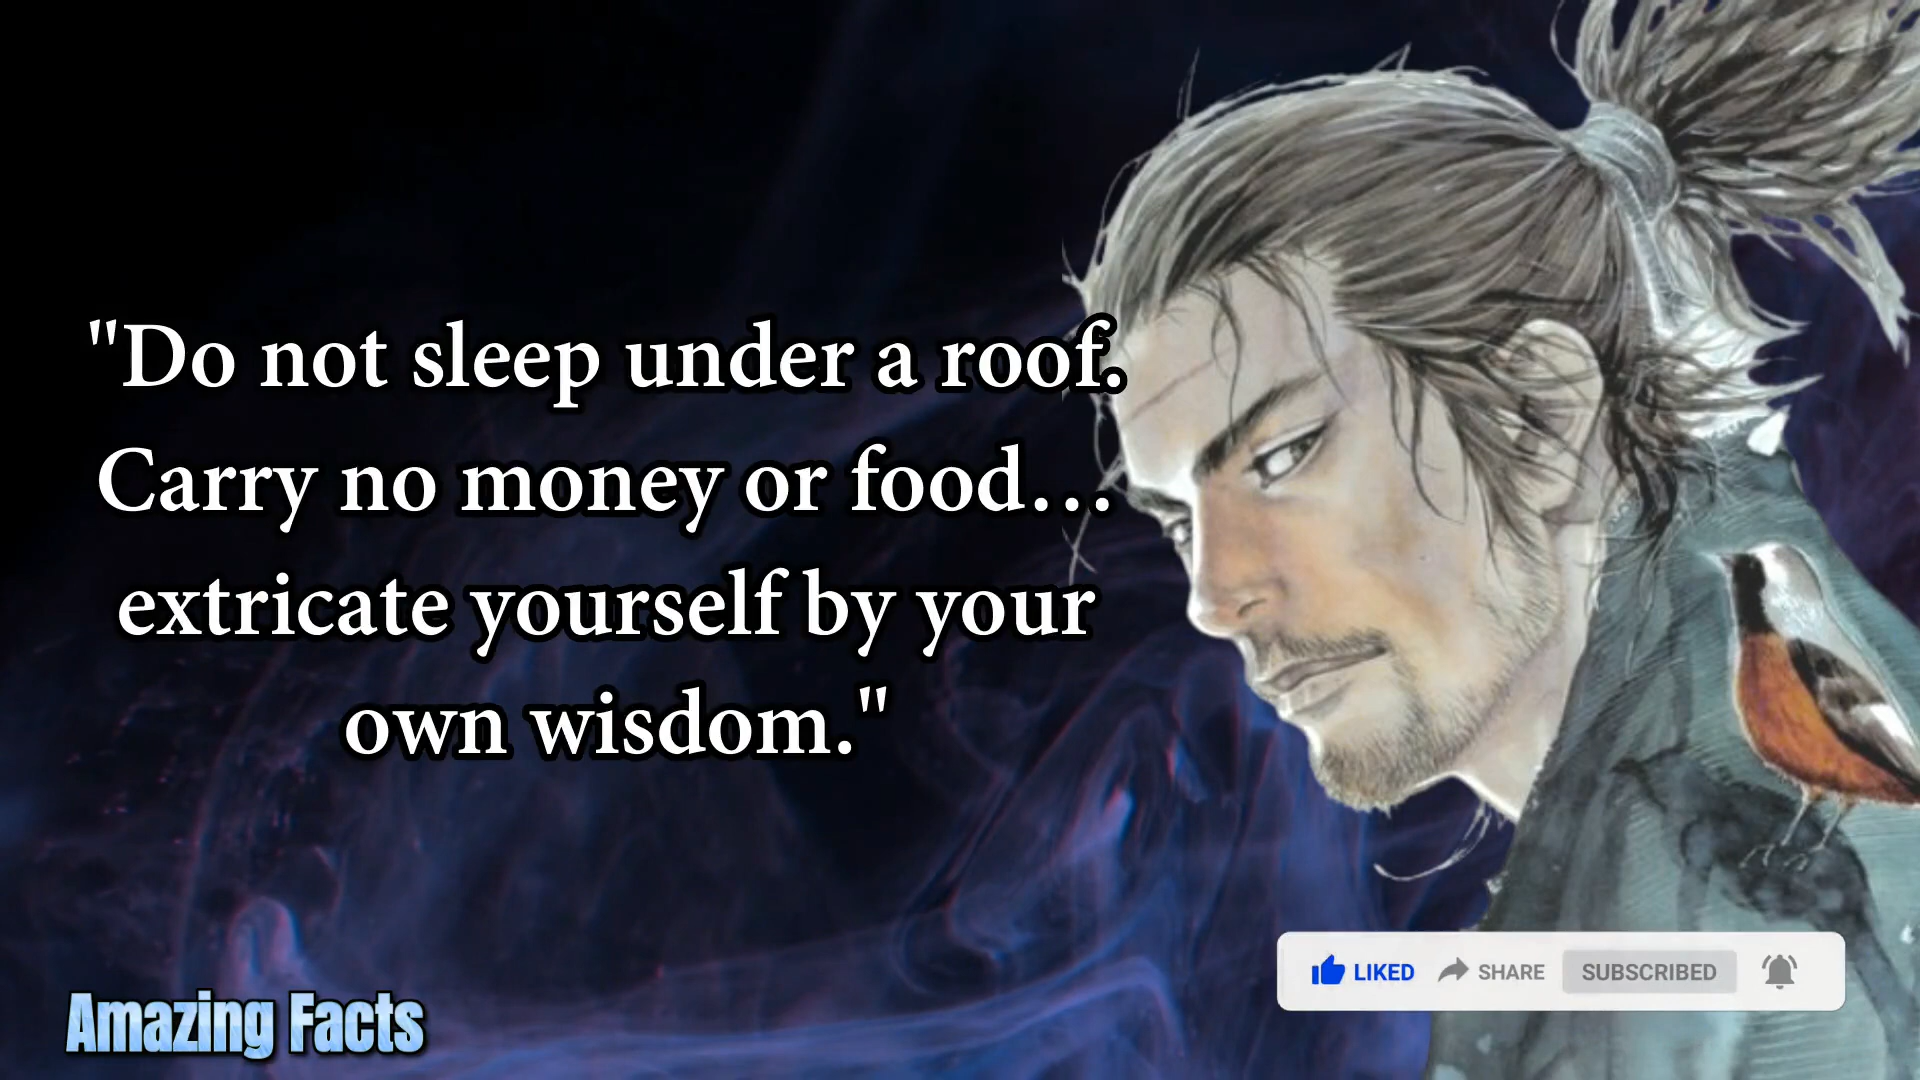 "Do not sleep under a roof.
Carry no money or food…
extricate yourself by your
own wisdom."
LIKED SHARE SUBSCRIBED
Amazing Facts